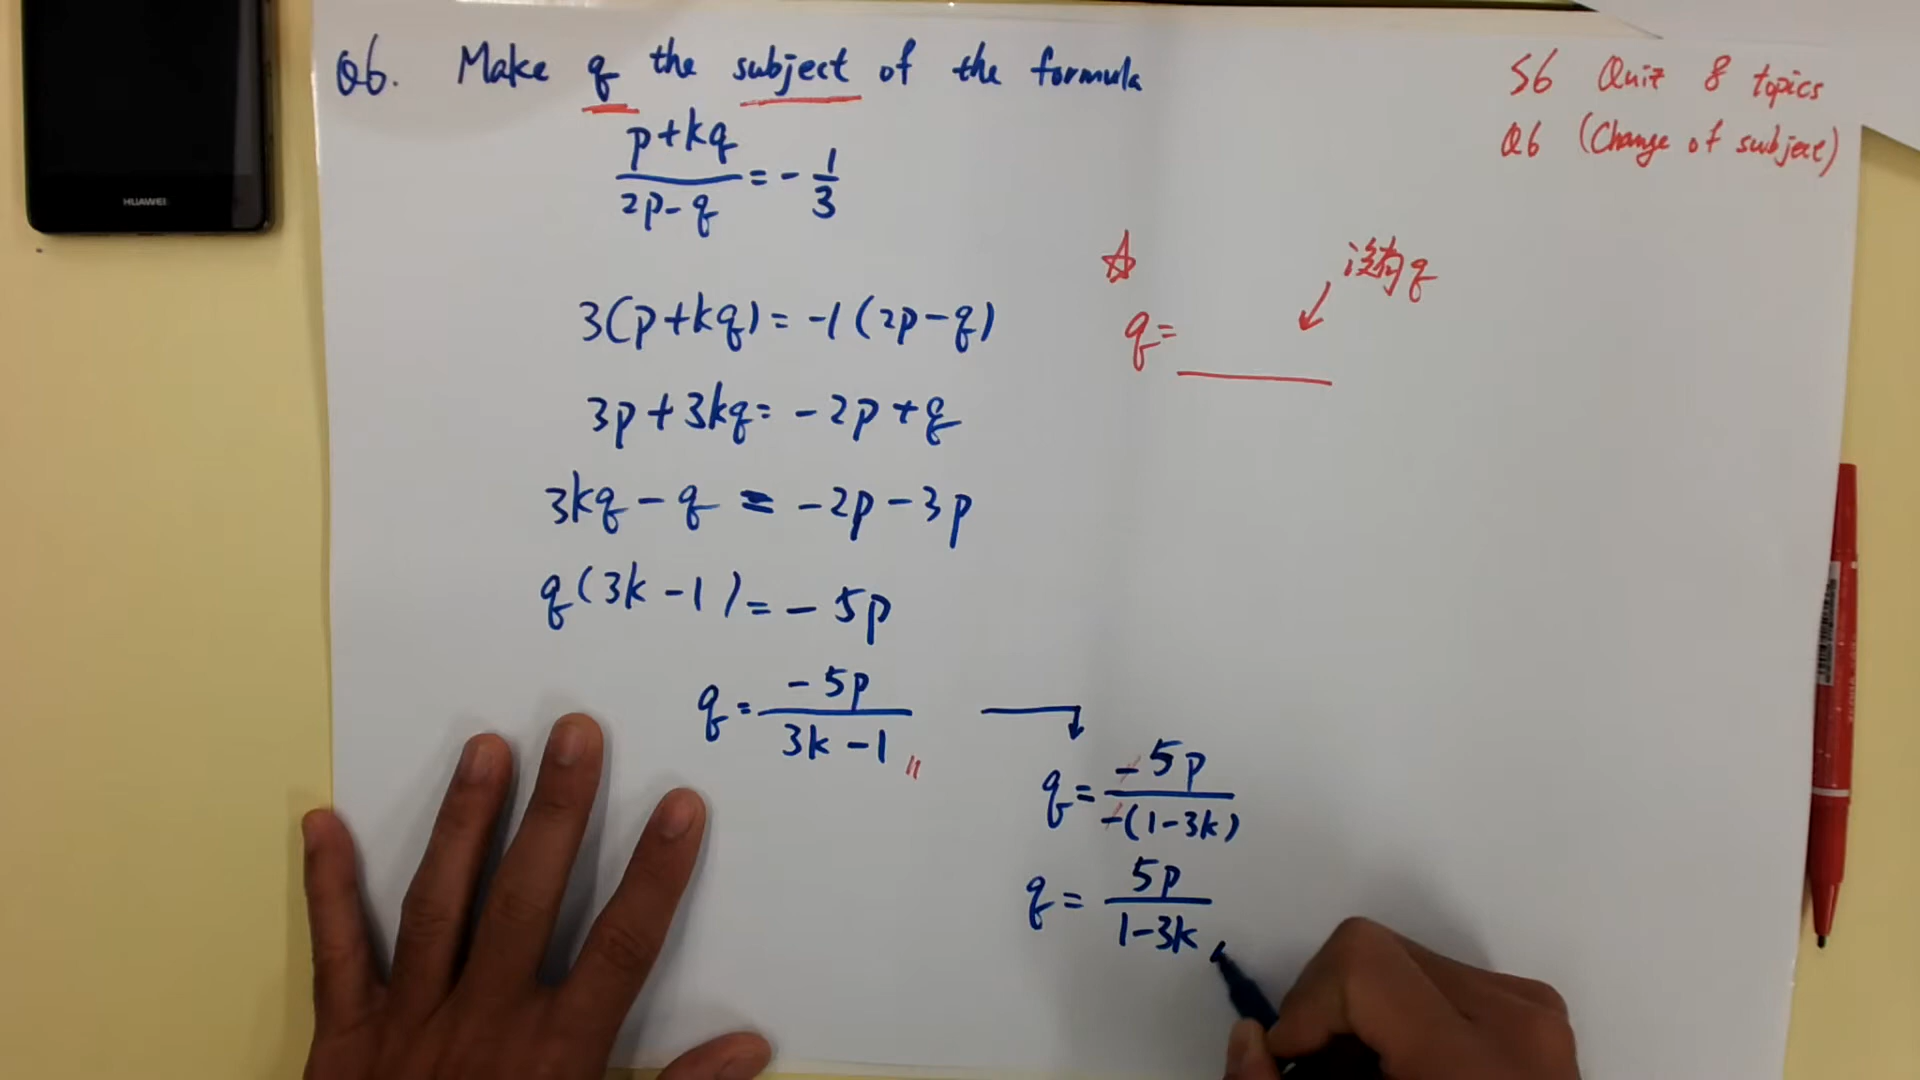 Q6. Make q the subject of the formula
p+kq / 2p-q = - 1/3
3(p+kq) = -1(2p-q)
3p+3kq = -2p+q
3kq-q = -2p-3p
q(3k-1) = -5p
q = -5p / 3k-1
q = -5p / -(1-3k)
q = 5p / 1-3k
S6 Quiz 8 topics
Q6 (Change of subject)
没有q
q=
HUAWEI